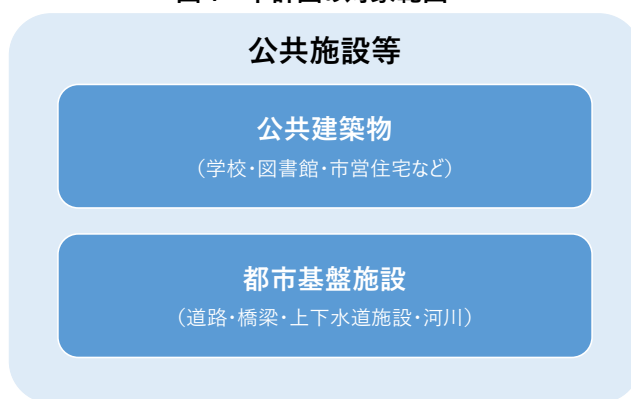 公共施設等
公共建築物
（学校・図書館・市営住宅など）
都市基盤施設
（道路・橋梁・上下水道施設・河川）